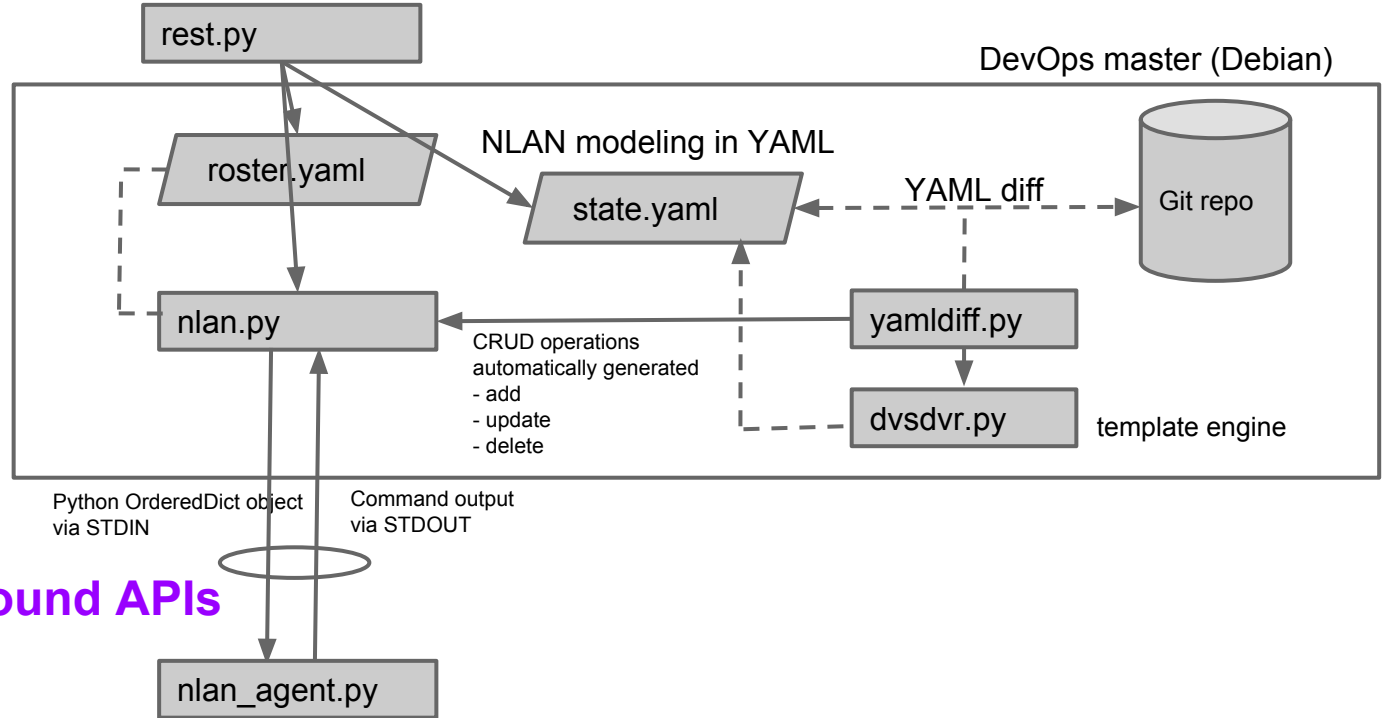 rest.py
DevOps master (Debian)
roster.yaml
NLAN modeling in YAML
state.yaml
YAML diff
Git repo
nlan.py
yamldiff.py
CRUD operations
automatically generated
- add
- update
- delete
dvsdvr.py
template engine
Python OrderedDict object
via STDIN
Command output
via STDOUT
ound APIs
nlan_agent.py